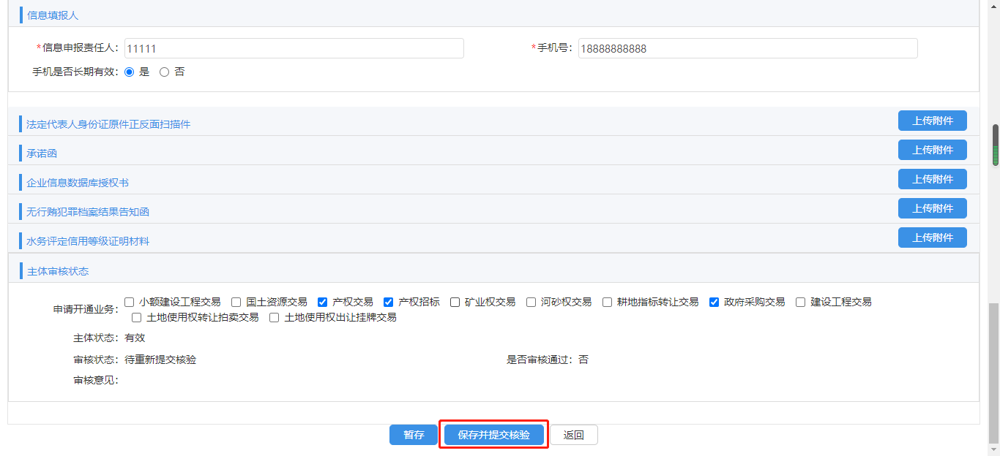 信息填报人
*信息申报责任人： 11111 *手机号： 18888888888
手机是否长期有效： 是 否
法定代表人身份证原件正反面扫描件 上传附件
承诺函 上传附件
企业信息数据库授权书 上传附件
无行贿犯罪档案结果告知函 上传附件
水务评定信用等级证明材料 上传附件
主体审核状态
申请开通业务： 小额建设工程交易 国土资源交易 产权交易 产权招标 矿业权交易 河砂权交易 耕地指标转让交易 政府采购交易 建设工程交易
土地使用权转让拍卖交易 土地使用权出让挂牌交易
主体状态： 有效
审核状态： 待重新提交核验 是否审核通过： 否
审核意见：
暂存 保存并提交核验 返回